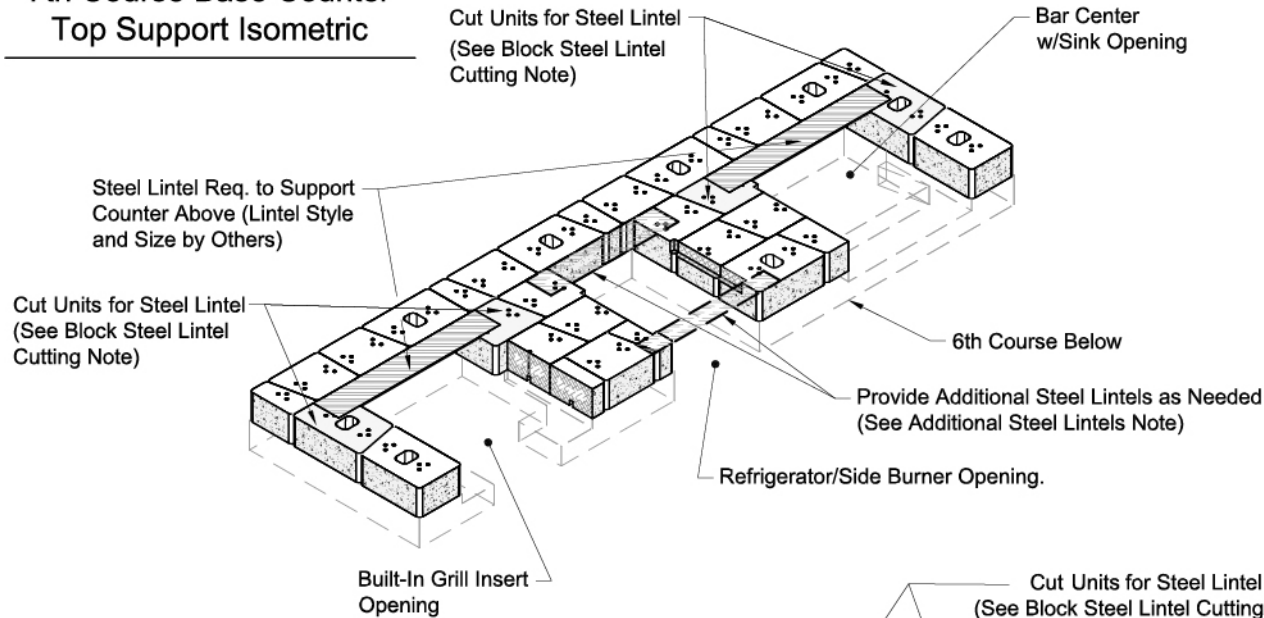 Course Base Counter
Top Support Isometric
Cut Units for Steel Lintel
(See Block Steel Lintel
Cutting Note)
Bar Center
w/Sink Opening
Steel Lintel Req. to Support
Counter Above (Lintel Style
and Size by Others)
Cut Units for Steel Lintel
(See Block Steel Lintel
Cutting Note)
6th Course Below
Provide Additional Steel Lintels as Needed
(See Additional Steel Lintels Note)
Refrigerator/Side Burner Opening.
Built-In Grill Insert
Opening
Cut Units for Steel Lintel
(See Block Steel Lintel Cutting